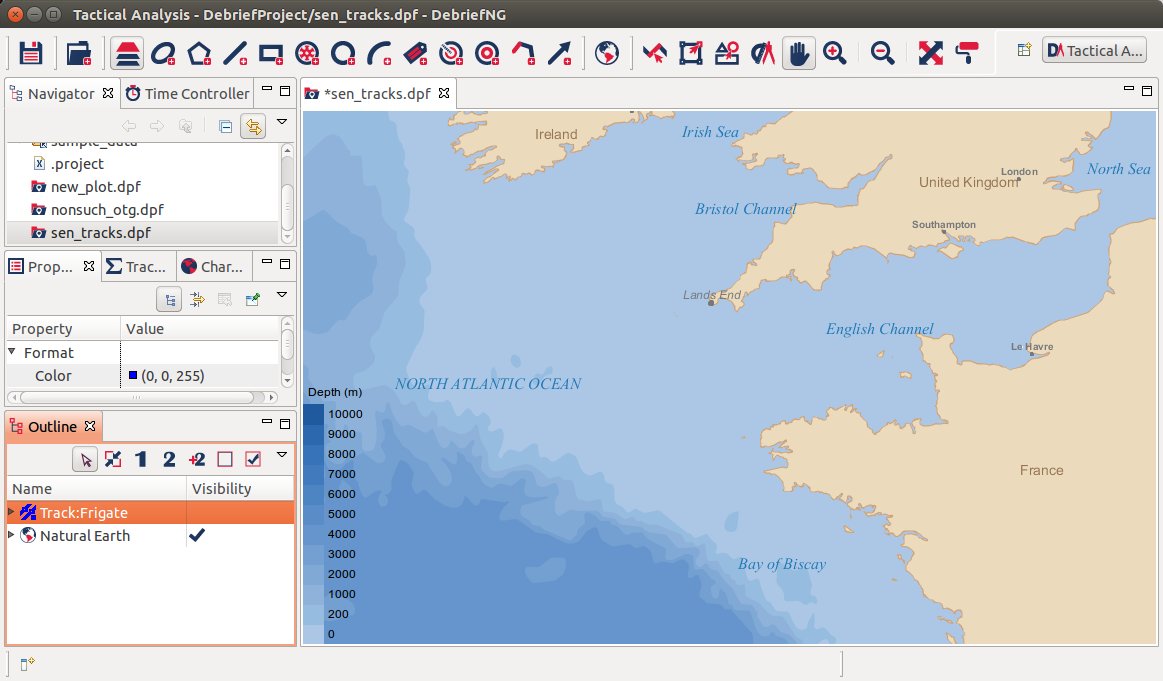 Tactical Analysis - DebriefProject/sen_tracks.dpf - DebriefNG
Tactical A...
Navigator
Time Controller
*sen_tracks.dpf
sample_data
.project
new_plot.dpf
nonsuch_otg.dpf
sen_tracks.dpf
Prop...
Trac...
Char...
Property Value
Format
Color (0, 0, 255)
Outline
1 2 +2
Name Visibility
Track:Frigate
Natural Earth
Ireland
Irish Sea
London
North Sea
United Kingdom
Bristol Channel
Southampton
Lands End
English Channel
Le Havre
NORTH ATLANTIC OCEAN
France
Bay of Biscay
Depth (m)
10000
9000
8000
7000
6000
5000
4000
3000
2000
1000
200
0